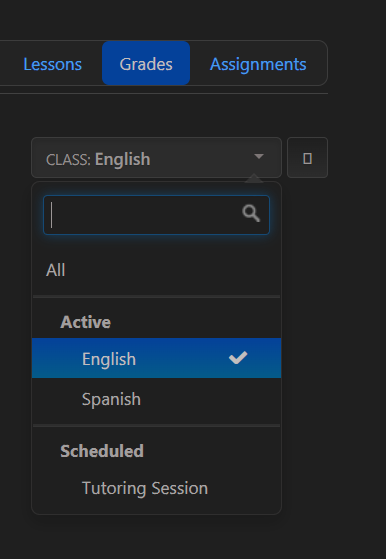 Lessons Grades Assignments
CLASS: English
All
Active
English
Spanish
Scheduled
Tutoring Session